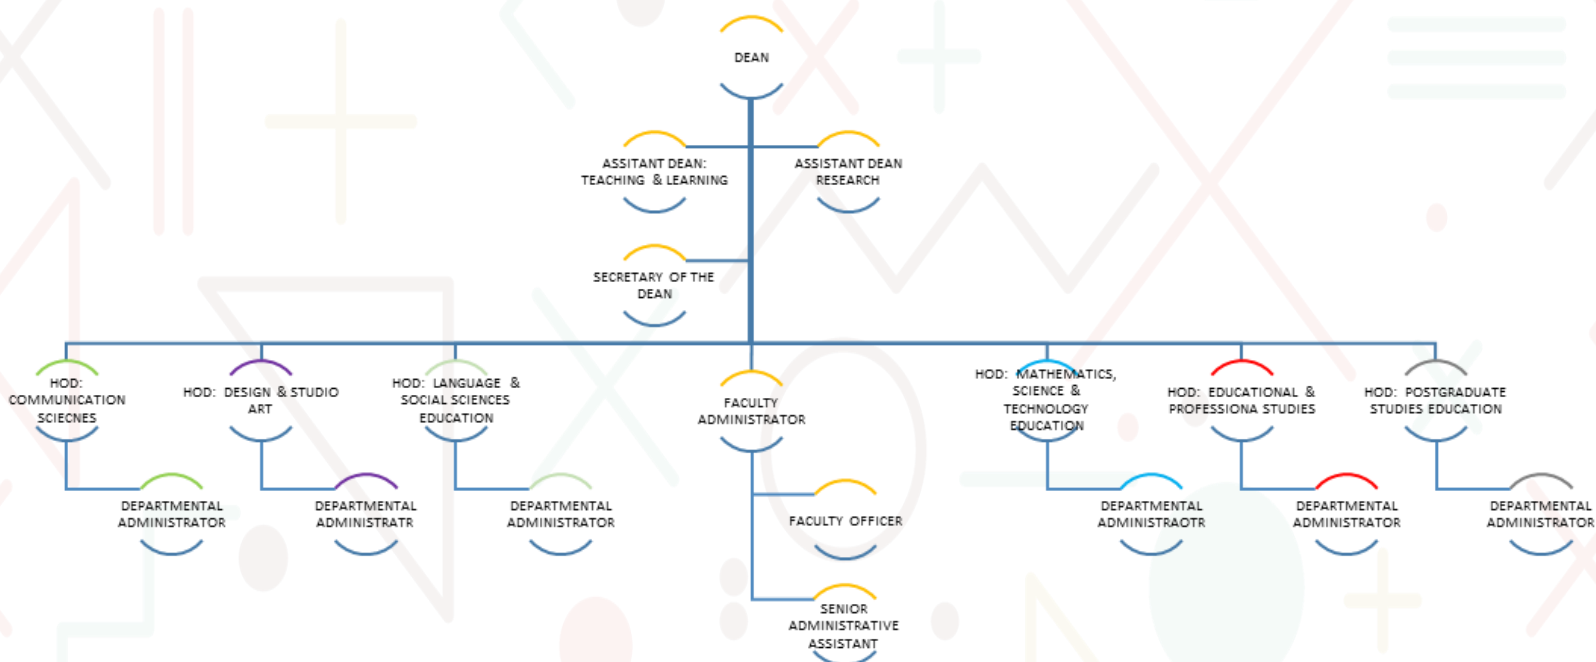 DEAN
ASSITANT DEAN:
TEACHING & LEARNING
ASSISTANT DEAN
RESEARCH
SECRETARY OF THE
DEAN
HOD:
COMMUNICATION
SCIECNES
HOD: DESIGN & STUDIO
ART
HOD: LANGUAGE &
SOCIAL SCIENCES
EDUCATION
FACULTY
ADMINISTRATOR
HOD: MATHEMATICS,
SCIENCE &
TECHNOLOGY
EDUCATION
HOD: EDUCATIONAL &
PROFESSIONA STUDIES
HOD: POSTGRADUATE
STUDIES EDUCATION
DEPARTMENTAL
ADMINISTRATOR
DEPARTMENTAL
ADMINISTRATR
DEPARTMENTAL
ADMINISTRATOR
FACULTY OFFICER
DEPARTMENTAL
ADMINISTRAOTR
DEPARTMENTAL
ADMINISTRATOR
DEPARTMENTAL
ADMINISTRATOR
SENIOR
ADMINISTRATIVE
ASSISTANT